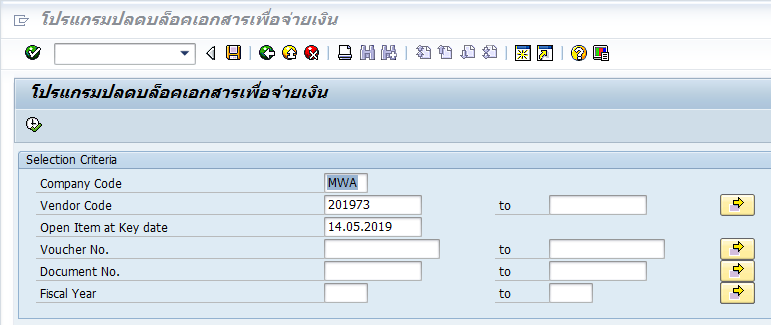 โปรแกรมปลดบล็อคเอกสารเพื่อจ่ายเงิน
โปรแกรมปลดบล็อคเอกสารเพื่อจ่ายเงิน
Selection Criteria
Company Code MWA
Vendor Code 201973 to
Open Item at Key date 14.05.2019
Voucher No. to
Document No. to
Fiscal Year to